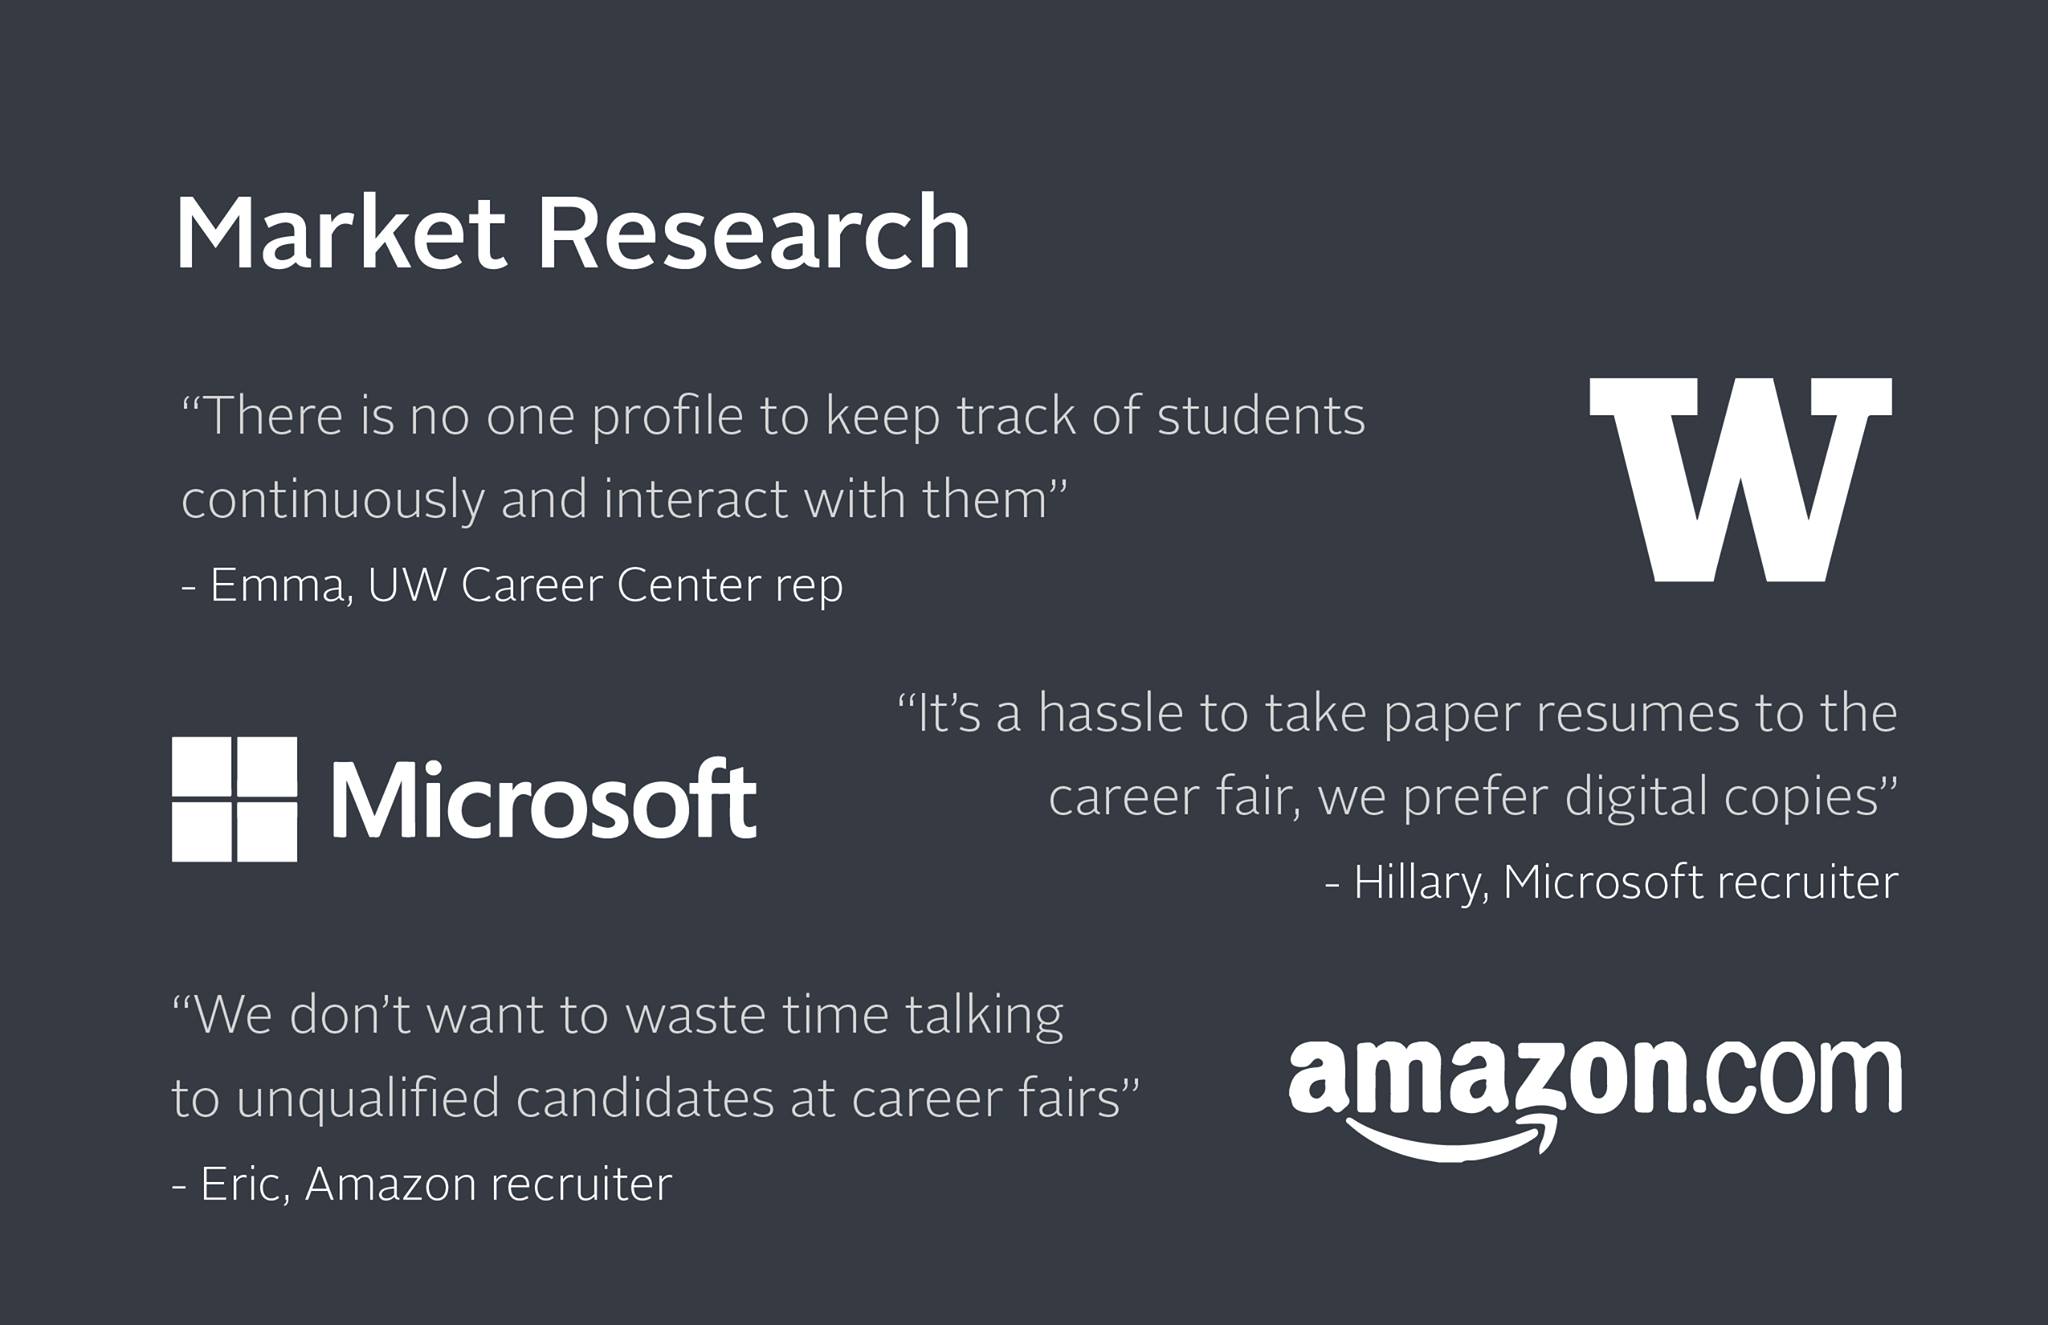 Market Research
“There is no one profile to keep track of students
continuously and interact with them”
- Emma, UW Career Center rep
W
Microsoft
“It’s a hassle to take paper resumes to the
career fair, we prefer digital copies”
- Hillary, Microsoft recruiter
“We don’t want to waste time talking
to unqualified candidates at career fairs”
- Eric, Amazon recruiter
amazon.com